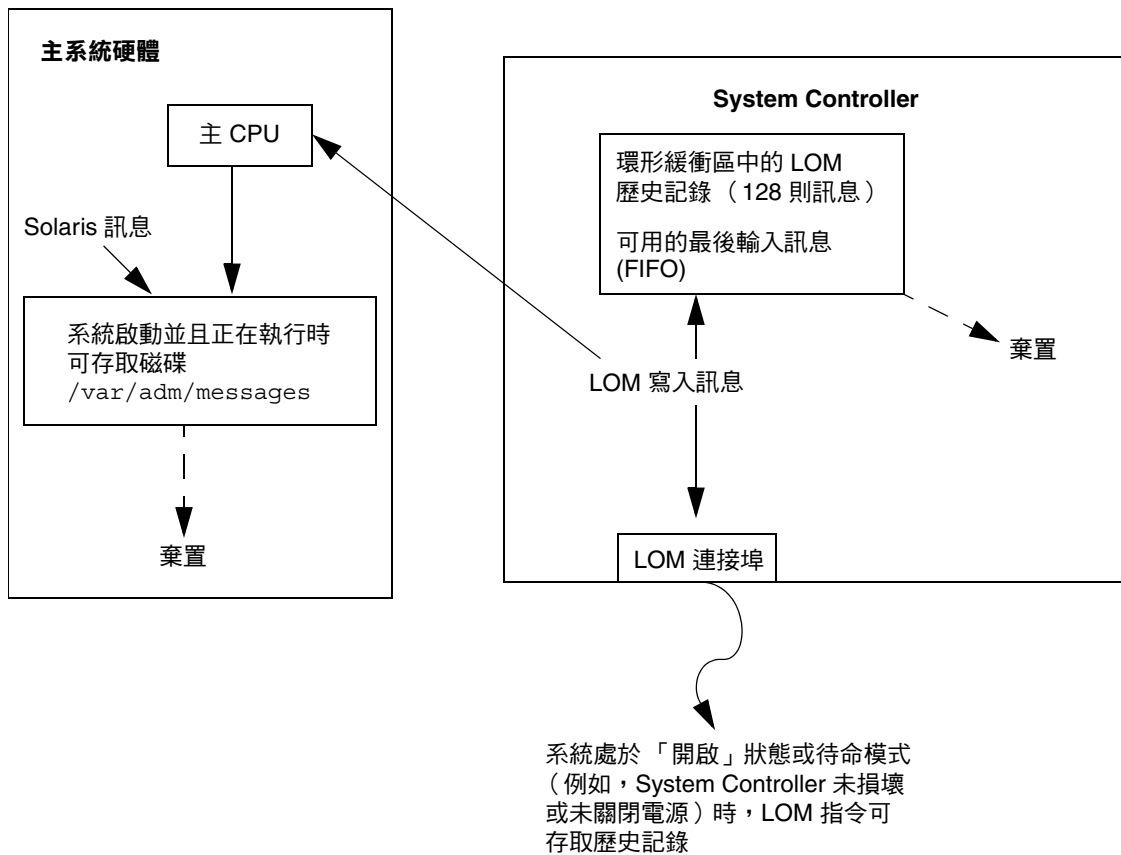 主系統硬體
主 CPU
Solaris 訊息
系統啟動並且正在執行時
可存取磁碟
/var/adm/messages
棄置
System Controller
環形緩衝區中的 LOM
歷史記錄（128 則訊息）
可用的最後輸入訊息
(FIFO)
棄置
LOM 寫入訊息
LOM 連接埠
系統處於「開啟」狀態或待命模式
（例如，System Controller 未損壞
或未關閉電源）時，LOM 指令可
存取歷史記錄